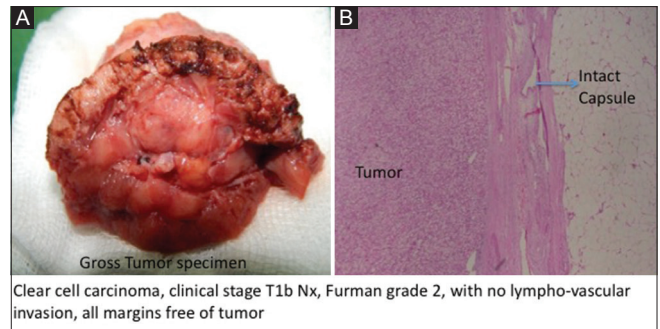 A
B
Intact
Capsule
Tumor
Gross Tumor specimen
Clear cell carcinoma, clinical stage T1b Nx, Furman grade 2, with no lympho-vascular
invasion, all margins free of tumor